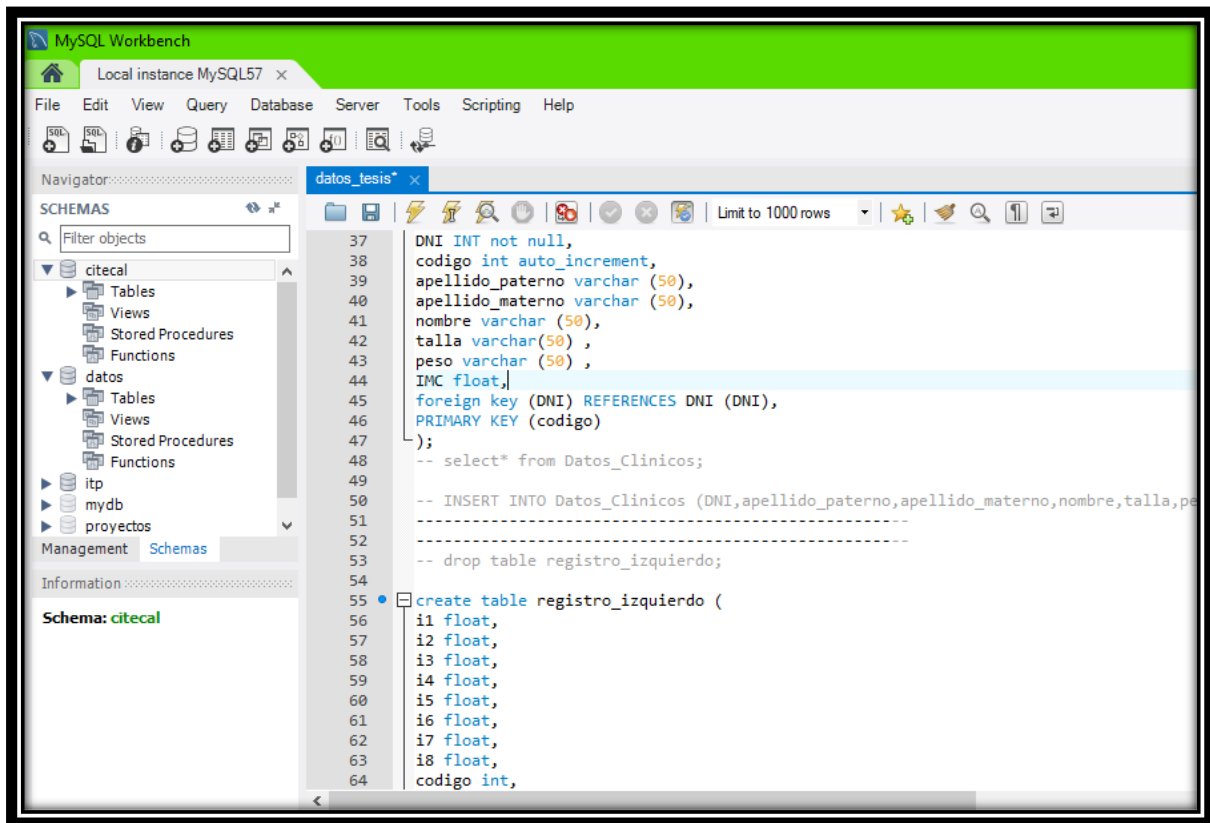 MySQL Workbench
Local instance MySQL57 ×
File Edit View Query Database Server Tools Scripting Help
Navigator
SCHEMAS
Filter objects
citecal
Tables
Views
Stored Procedures
Functions
datos
Tables
Views
Stored Procedures
Functions
itp
mydb
proyectos
Management Schemas
Information
Schema: citecal
datos_tesis* ×
Limit to 1000 rows
37 DNI INT not null,
38 codigo int auto_increment,
39 apellido_paterno varchar (50),
40 apellido_materno varchar (50),
41 nombre varchar (50),
42 talla varchar(50) ,
43 peso varchar (50) ,
44 IMC float,
45 foreign key (DNI) REFERENCES DNI (DNI),
46 PRIMARY KEY (codigo)
47 );
48 -- select* from Datos_Clinicos;
49
50 -- INSERT INTO Datos_Clinicos (DNI,apellido_paterno,apellido_materno,nombre,talla,pe
51 -----------------------------------------------------
52 -----------------------------------------------------
53 -- drop table registro_izquierdo;
54
55 create table registro_izquierdo (
56 i1 float,
57 i2 float,
58 i3 float,
59 i4 float,
60 i5 float,
61 i6 float,
62 i7 float,
63 i8 float,
64 codigo int,